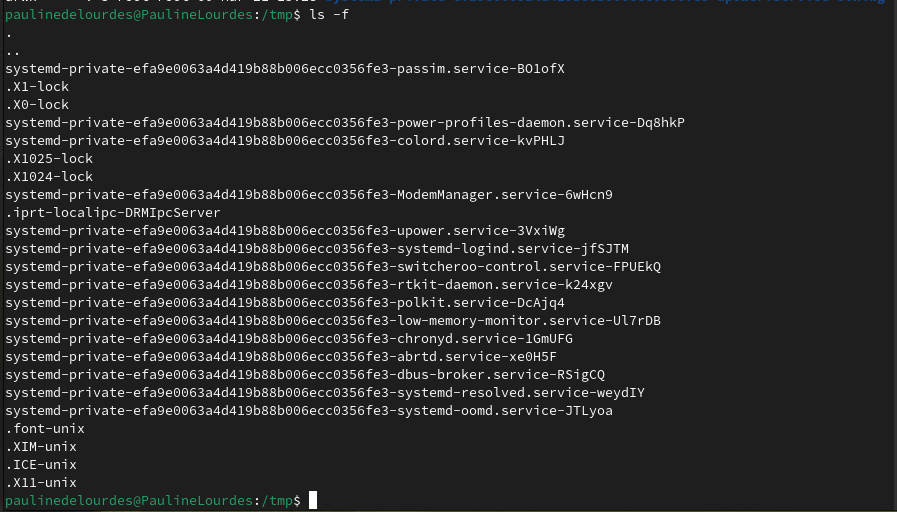 paulinedelourdes@PaulineLourdes:/tmp$ ls -f
.
..
systemd-private-efa9e0063a4d419b88b006ecc0356fe3-passim.service-BO1ofX
.X1-lock
.X0-lock
systemd-private-efa9e0063a4d419b88b006ecc0356fe3-power-profiles-daemon.service-Dq8hkP
systemd-private-efa9e0063a4d419b88b006ecc0356fe3-colord.service-kvPHLJ
.X1025-lock
.X1024-lock
systemd-private-efa9e0063a4d419b88b006ecc0356fe3-ModemManager.service-6wHcn9
.iprt-localipc-DRMIpcServer
systemd-private-efa9e0063a4d419b88b006ecc0356fe3-upower.service-3VxiWg
systemd-private-efa9e0063a4d419b88b006ecc0356fe3-systemd-logind.service-jfSJTM
systemd-private-efa9e0063a4d419b88b006ecc0356fe3-switcheroo-control.service-FPUEkQ
systemd-private-efa9e0063a4d419b88b006ecc0356fe3-rtkit-daemon.service-k24xgv
systemd-private-efa9e0063a4d419b88b006ecc0356fe3-polkit.service-DcAjq4
systemd-private-efa9e0063a4d419b88b006ecc0356fe3-low-memory-monitor.service-Ul7rDB
systemd-private-efa9e0063a4d419b88b006ecc0356fe3-chronyd.service-1GmUFG
systemd-private-efa9e0063a4d419b88b006ecc0356fe3-abrtd.service-xe0H5F
systemd-private-efa9e0063a4d419b88b006ecc0356fe3-dbus-broker.service-RSigCQ
systemd-private-efa9e0063a4d419b88b006ecc0356fe3-systemd-resolved.service-weydIY
systemd-private-efa9e0063a4d419b88b006ecc0356fe3-systemd-oomd.service-JTLyoa
.font-unix
.XIM-unix
.ICE-unix
.X11-unix
paulinedelourdes@PaulineLourdes:/tmp$